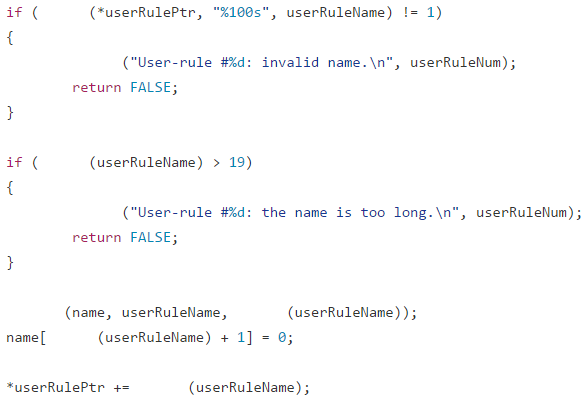 if ( (*userRulePtr, "%100s", userRuleName) != 1)
{
("User-rule #%d: invalid name.\n", userRuleNum);
return FALSE;
}
if ( (userRuleName) > 19)
{
("User-rule #%d: the name is too long.\n", userRuleNum);
return FALSE;
}
(name, userRuleName, (userRuleName));
name[ (userRuleName) + 1] = 0;
*userRulePtr += (userRuleName);